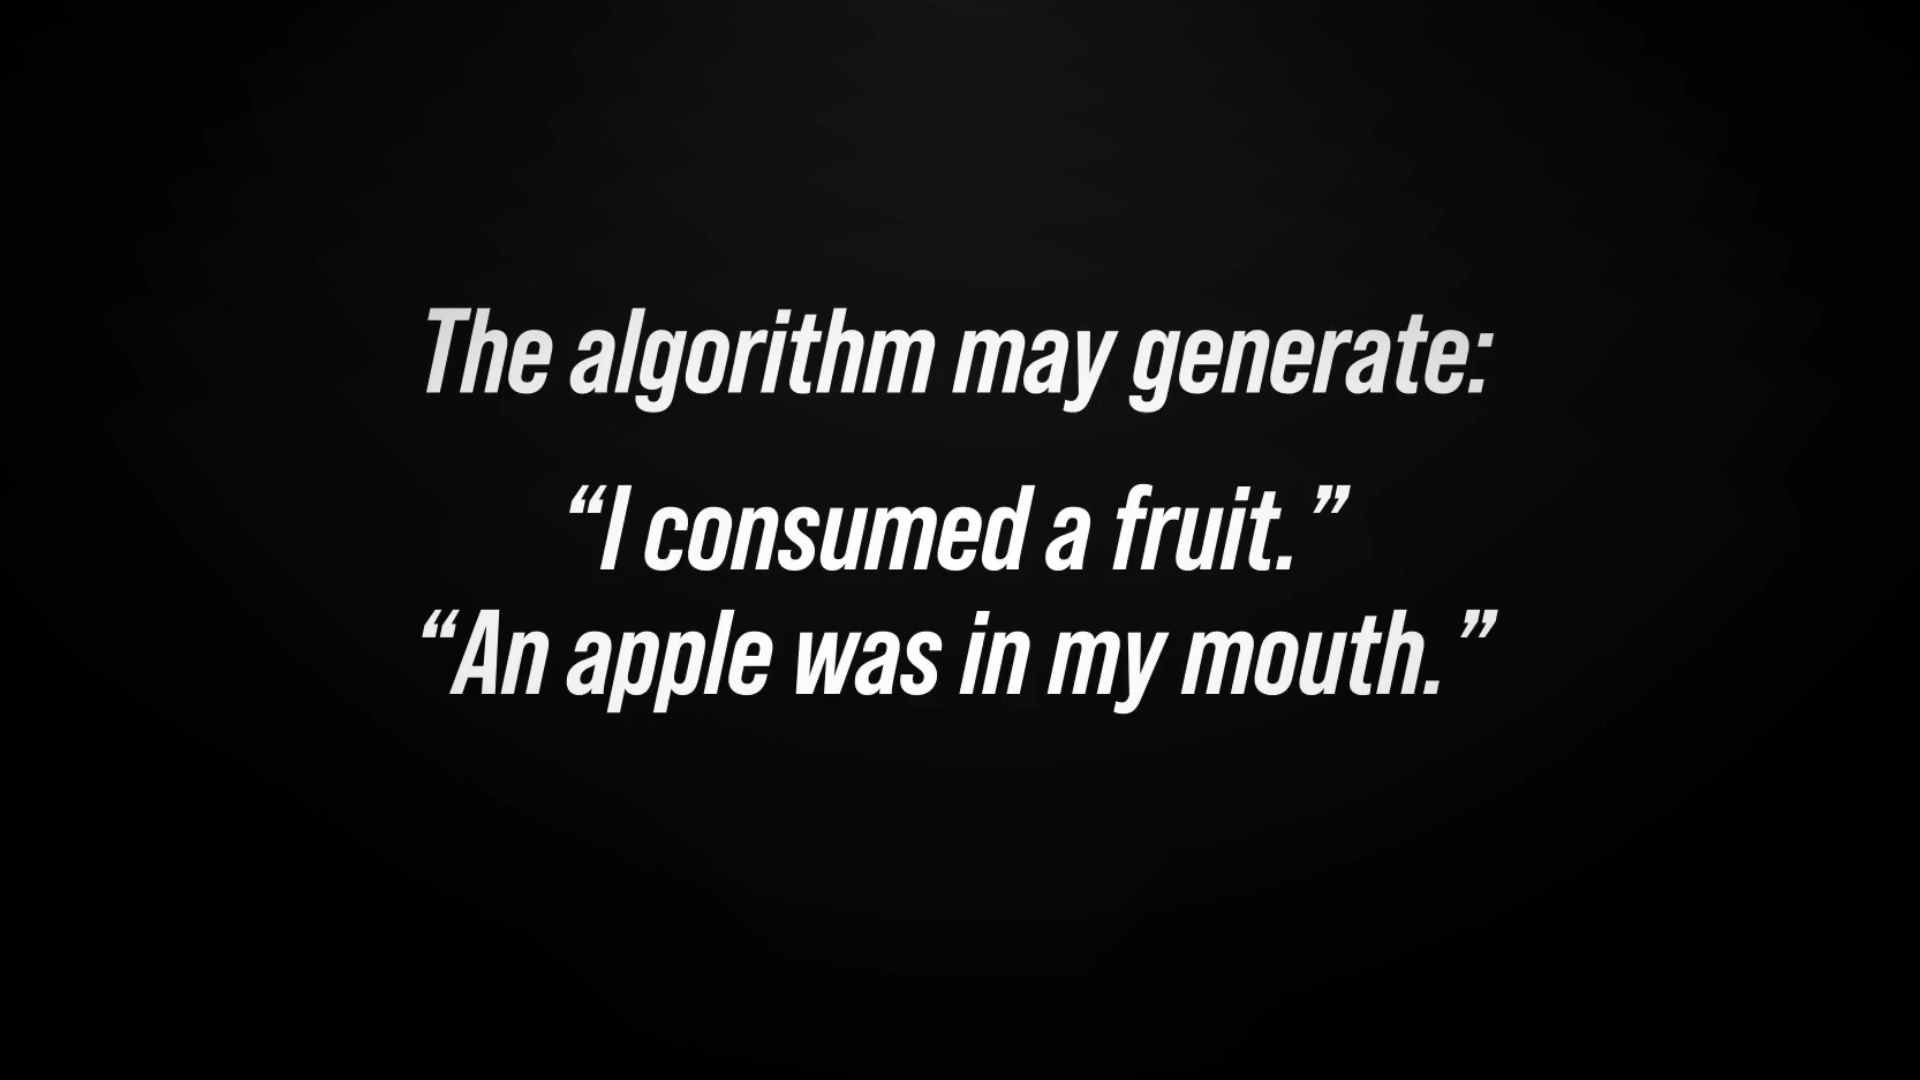 The algorithm may generate:
“I consumed a fruit.”
“An apple was in my mouth.”